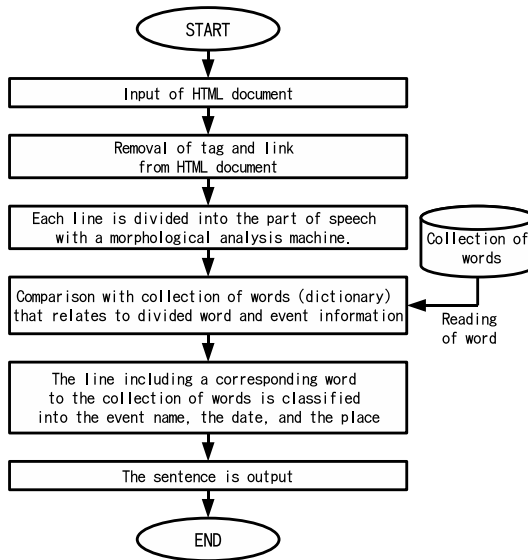 START
Input of HTML document
Removal of tag and link
from HTML document
Each line is divided into the part of speech
with a morphological analysis machine.
Collection of
words
Comparison with collection of words (dictionary)
that relates to divided word and event information
Reading
of word
The line including a corresponding word
to the collection of words is classified
into the event name, the date, and the place
The sentence is output
END